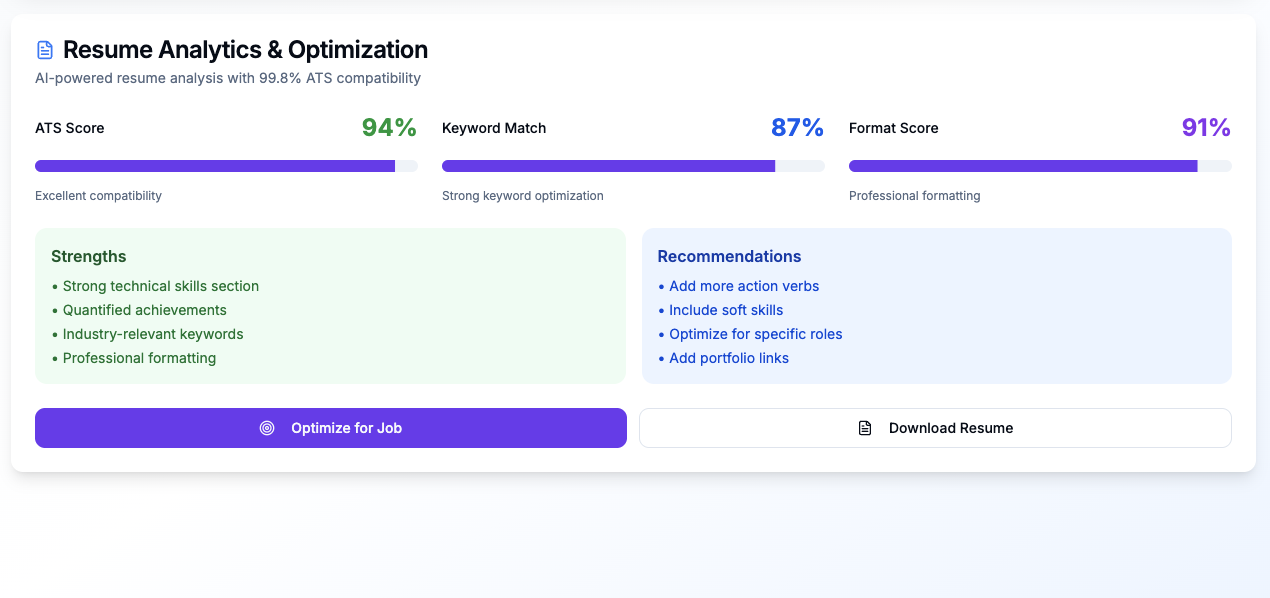 Resume Analytics & Optimization
AI-powered resume analysis with 99.8% ATS compatibility
ATS Score 94%
Excellent compatibility
Keyword Match 87%
Strong keyword optimization
Format Score 91%
Professional formatting
Strengths
• Strong technical skills section
• Quantified achievements
• Industry-relevant keywords
• Professional formatting
Recommendations
• Add more action verbs
• Include soft skills
• Optimize for specific roles
• Add portfolio links
Optimize for Job
Download Resume